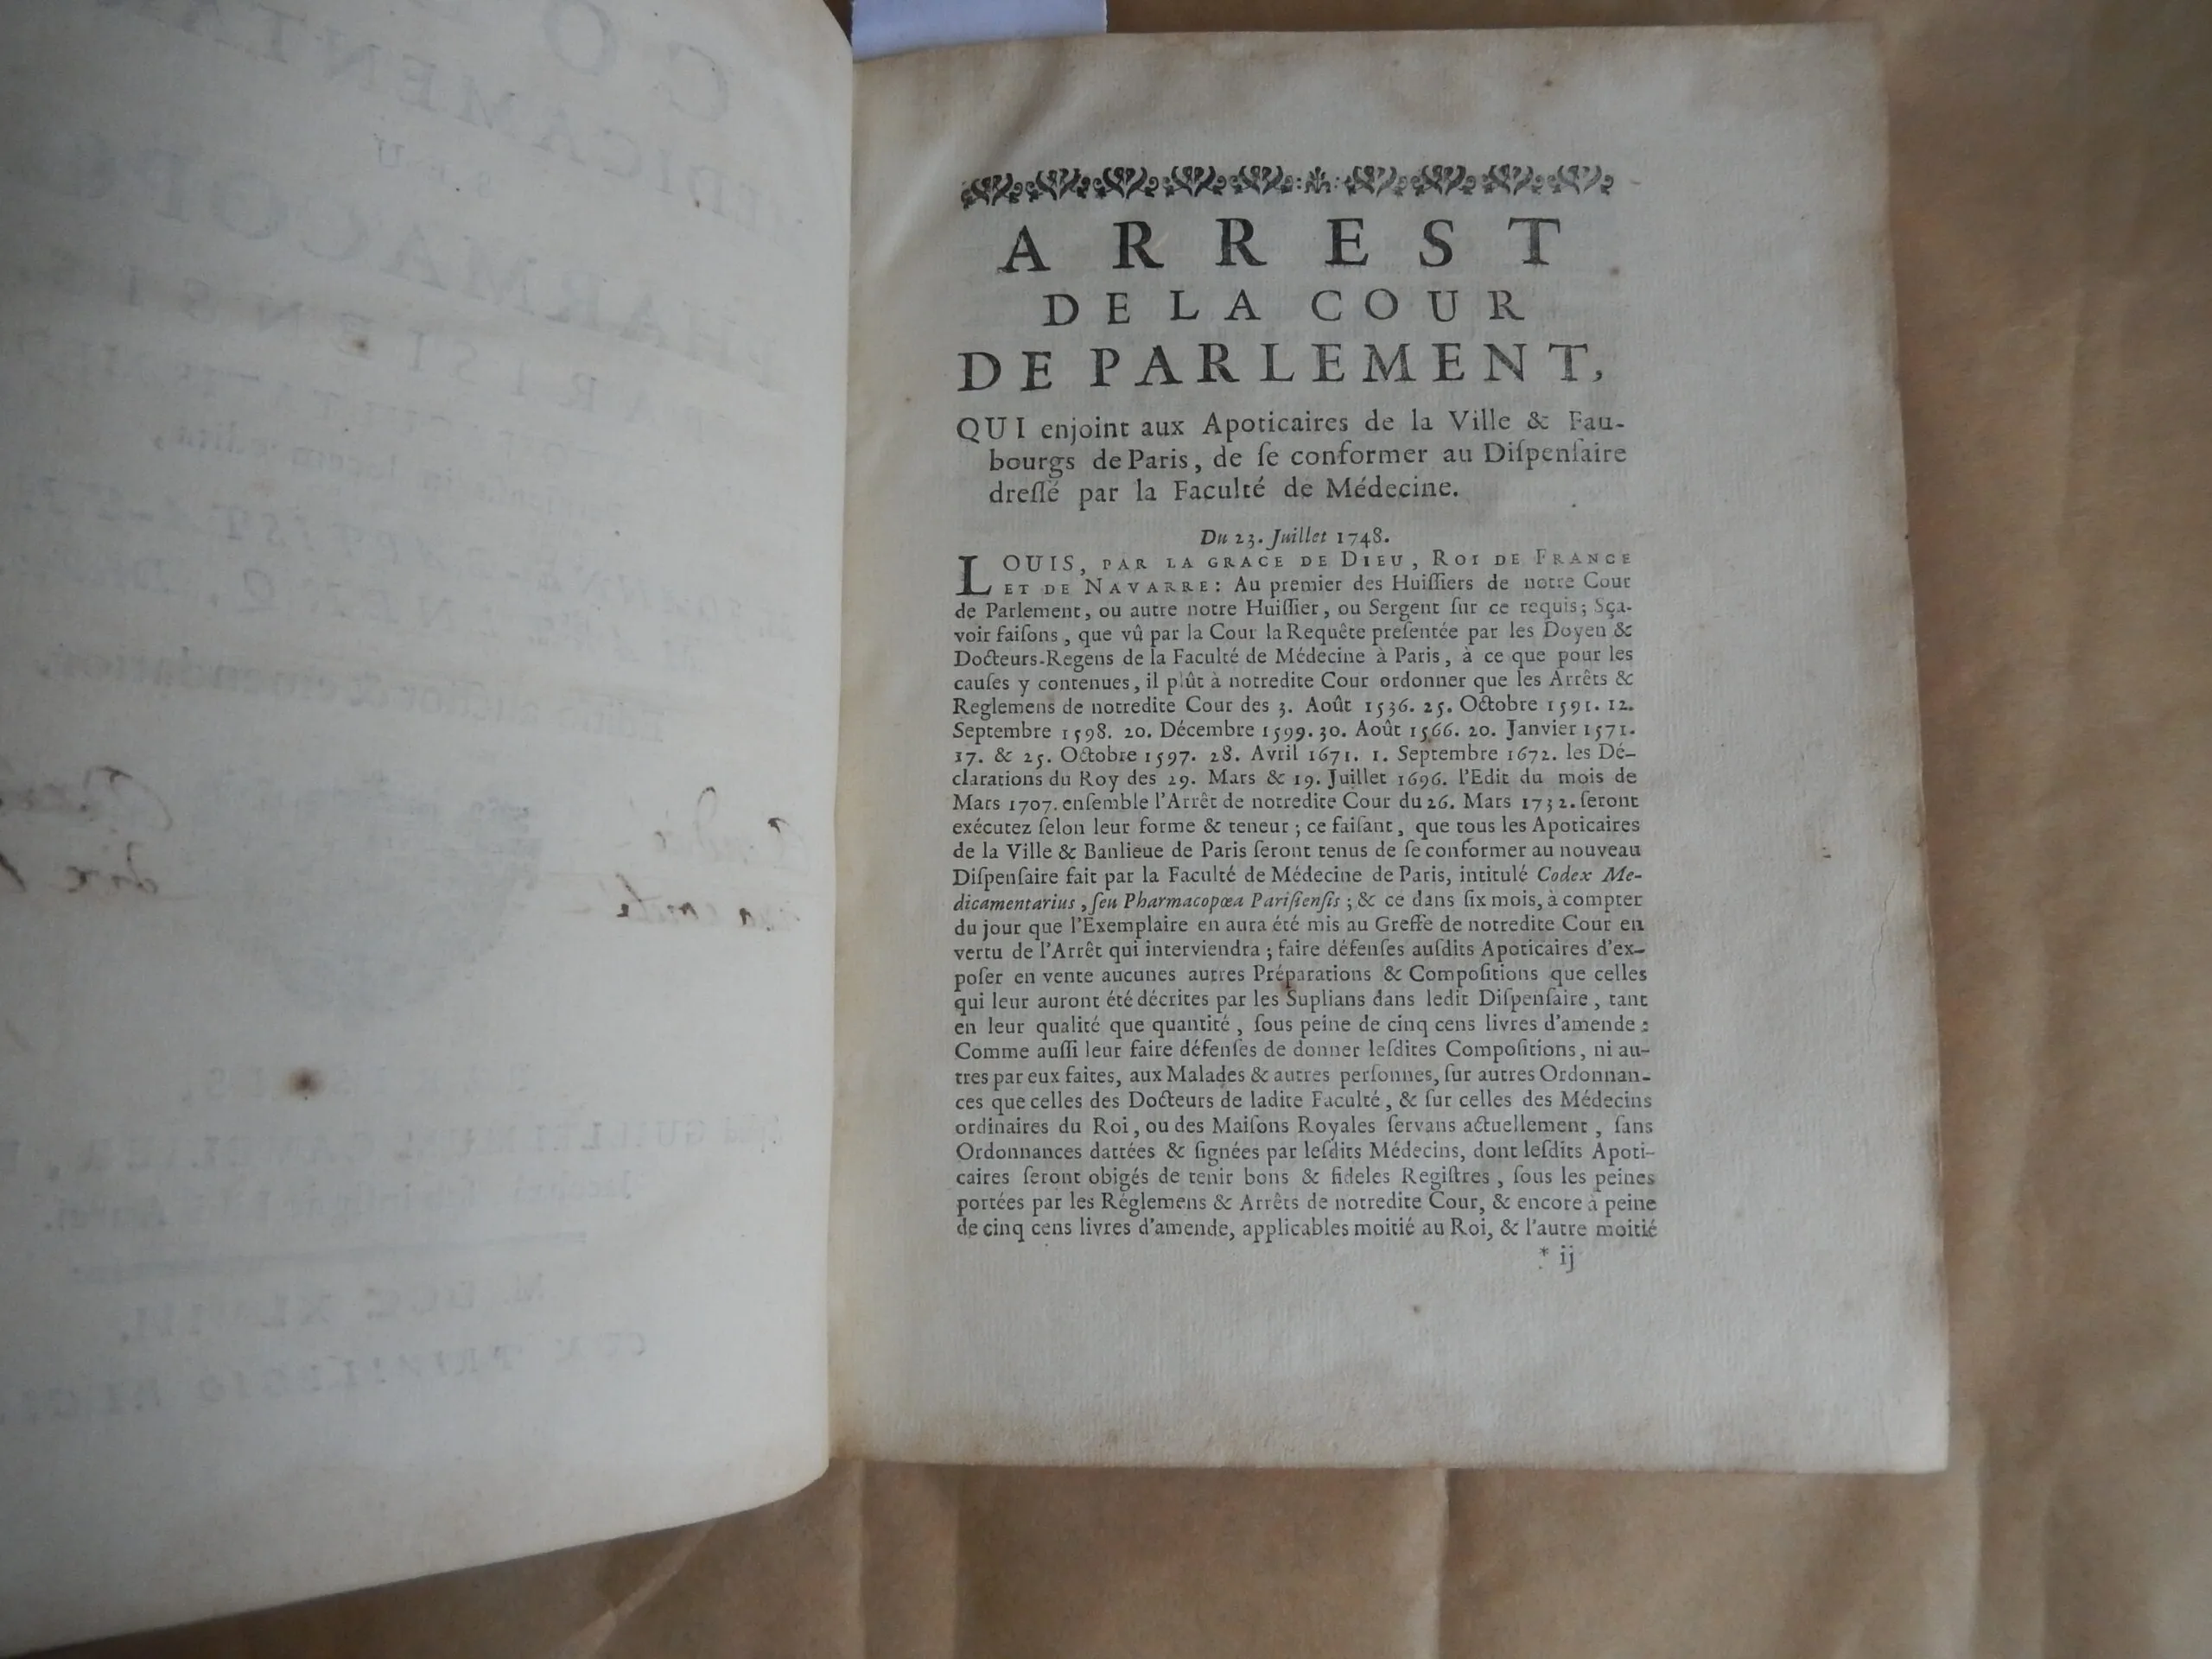 ARREST
DE LA COUR
DE PARLEMENT,
QUI enjoint aux Apoticaires de la Ville & Fau-
bourgs de Paris, de ſe conformer au Diſpenſaire
dreſſé par la Faculté de Médecine.
Du 23. Juillet 1748.
LOUIS, PAR LA GRACE DE DIEU, ROI DE FRANCE
ET DE NAVARRE : Au premier des Huiſſiers de notre Cour
de Parlement, ou autre notre Huiſſier, ou Sergent ſur ce requis ; Sça-
voir faiſons, que vû par la Cour la Requête preſentée par les Doyen &
Docteurs-Regens de la Faculté de Médecine à Paris, à ce que pour les
cauſes y contenues, il plût à notredite Cour ordonner que les Arrêts &
Reglemens de notredite Cour des 3. Août 1536. 25. Octobre 1591. 12.
Septembre 1598. 20. Décembre 1599. 30. Août 1566. 20. Janvier 1571.
17. & 25. Octobre 1597. 28. Avril 1671. 1. Septembre 1672. les Dé-
clarations du Roy des 29. Mars & 19. Juillet 1696. l'Edit du mois de
Mars 1707. enſemble l'Arrêt de notredite Cour du 26. Mars 1732. ſeront
exécutez ſelon leur forme & teneur ; ce faiſant, que tous les Apoticaires
de la Ville & Banlieue de Paris ſeront tenus de ſe conformer au nouveau
Diſpenſaire fait par la Faculté de Médecine de Paris, intitulé Codex Me-
dicamentarius, ſeu Pharmacopœa Pariſienſis ; & ce dans ſix mois, à compter
du jour que l'Exemplaire en aura été mis au Greffe de notredite Cour en
vertu de l'Arrêt qui interviendra ; faire défenſes auſdits Apoticaires d'ex-
poſer en vente aucunes autres Préparations & Compoſitions que celles
qui leur auront été décrites par les Suplians dans ledit Diſpenſaire, tant
en leur qualité que quantité, ſous peine de cinq cens livres d'amende :
Comme auſſi leur faire défenſes de donner leſdites Compoſitions, ni au-
tres par eux faites, aux Malades & autres perſonnes, ſur autres Ordonnan-
ces que celles des Docteurs de ladite Faculté, & ſur celles des Médecins
ordinaires du Roi, ou des Maiſons Royales ſervans actuellement, ſans
Ordonnances dattées & ſignées par leſdits Médecins, dont leſdits Apoti-
caires ſeront obigés de tenir bons & fideles Regiſtres, ſous les peines
portées par les Réglemens & Arrêts de notredite Cour, & encore à peine
de cinq cens livres d'amende, applicables moitié au Roi, & l'autre moitié
* ij